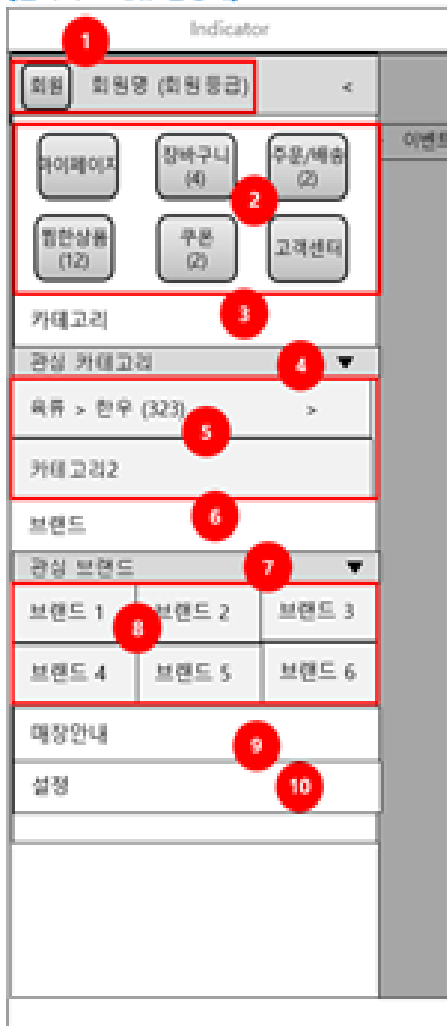 Indicator
1
회원 회원명 (회원등급) <
이벤트
마이페이지 장바구니 주문/배송
(4) (2)
2
찜한상품 쿠폰 고객센터
(12) (2)
3
카테고리
관심 카테고리 4 ▼
육류 > 한우 (323) >
5
카테고리2
6
브랜드
관심 브랜드 7 ▼
브랜드 1 브랜드 2 브랜드 3
8
브랜드 4 브랜드 5 브랜드 6
매장안내
9
설정 10